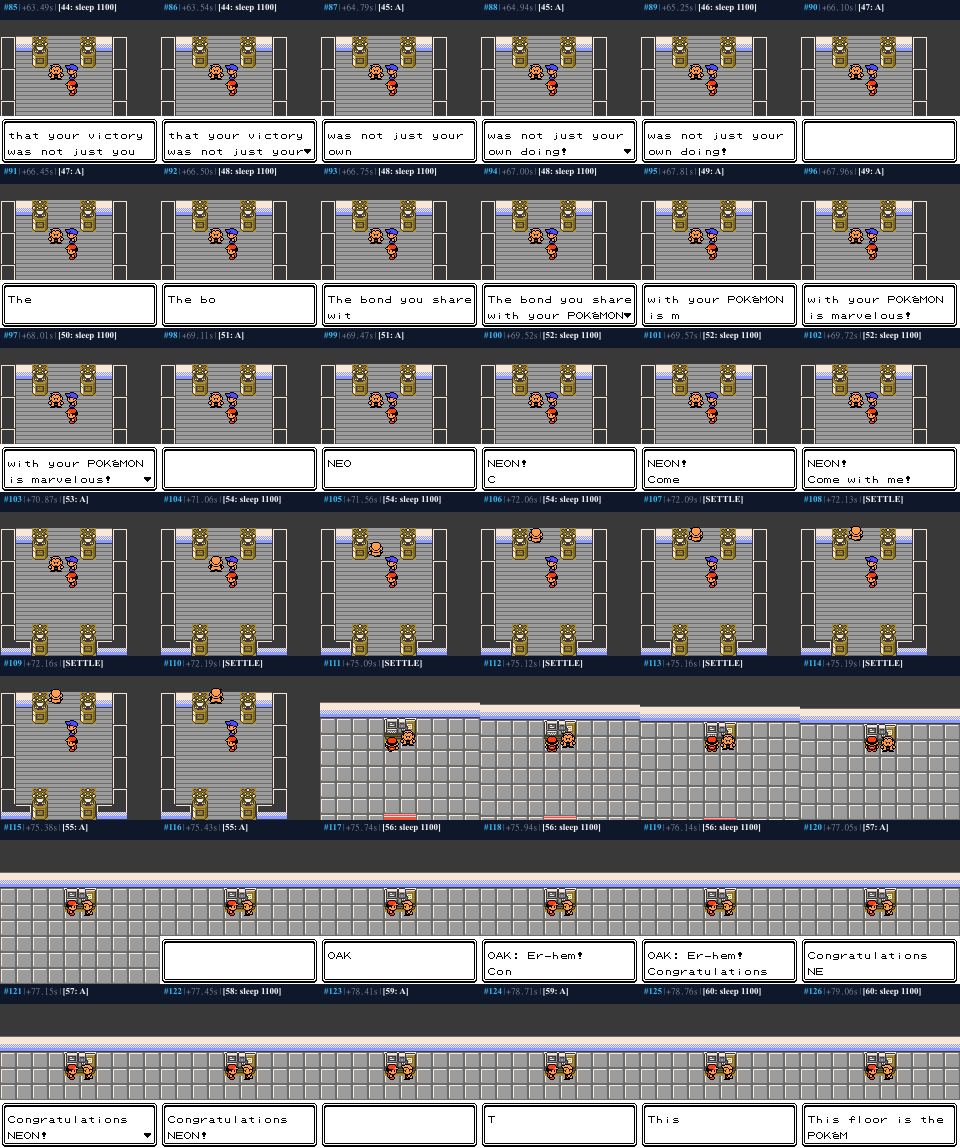 #85|+63.49s|[44: sleep 1100] #86|+63.54s|[44: sleep 1100] #87|+64.79s|[45: A] #88|+64.94s|[45: A] #89|+65.25s|[46: sleep 1100] #90|+66.10s|[47: A]
that your victory
was not just you
that your victory
was not just your▼
was not just your
own
was not just your
own doing! ▼
was not just your
own doing!
#91|+66.45s|[47: A] #92|+66.50s|[48: sleep 1100] #93|+66.75s|[48: sleep 1100] #94|+67.00s|[48: sleep 1100] #95|+67.81s|[49: A] #96|+67.96s|[49: A]
The
The bo
The bond you share
wit
The bond you share
with your POKéMON▼
with your POKéMON
is m
with your POKéMON
is marvelous!
#97|+68.01s|[50: sleep 1100] #98|+69.11s|[51: A] #99|+69.47s|[51: A] #100|+69.52s|[52: sleep 1100] #101|+69.57s|[52: sleep 1100] #102|+69.72s|[52: sleep 1100]
with your POKéMON
is marvelous! ▼
NEO
NEON!
C
NEON!
Come
NEON!
Come with me!
#103|+70.87s|[53: A] #104|+71.06s|[54: sleep 1100] #105|+71.56s|[54: sleep 1100] #106|+72.06s|[54: sleep 1100] #107|+72.09s|[SETTLE] #108|+72.13s|[SETTLE]
#109|+72.16s|[SETTLE] #110|+72.19s|[SETTLE] #111|+75.09s|[SETTLE] #112|+75.12s|[SETTLE] #113|+75.16s|[SETTLE] #114|+75.19s|[SETTLE]
#115|+75.38s|[55: A] #116|+75.43s|[55: A] #117|+75.74s|[56: sleep 1100] #118|+75.94s|[56: sleep 1100] #119|+76.14s|[56: sleep 1100] #120|+77.05s|[57: A]
OAK
OAK: Er-hem!
Con
OAK: Er-hem!
Congratulations
Congratulations
NE
#121|+77.15s|[57: A] #122|+77.45s|[58: sleep 1100] #123|+78.41s|[59: A] #124|+78.71s|[59: A] #125|+78.76s|[60: sleep 1100] #126|+79.06s|[60: sleep 1100]
Congratulations
NEON! ▼
Congratulations
NEON!
T
This
This floor is the
POKéM